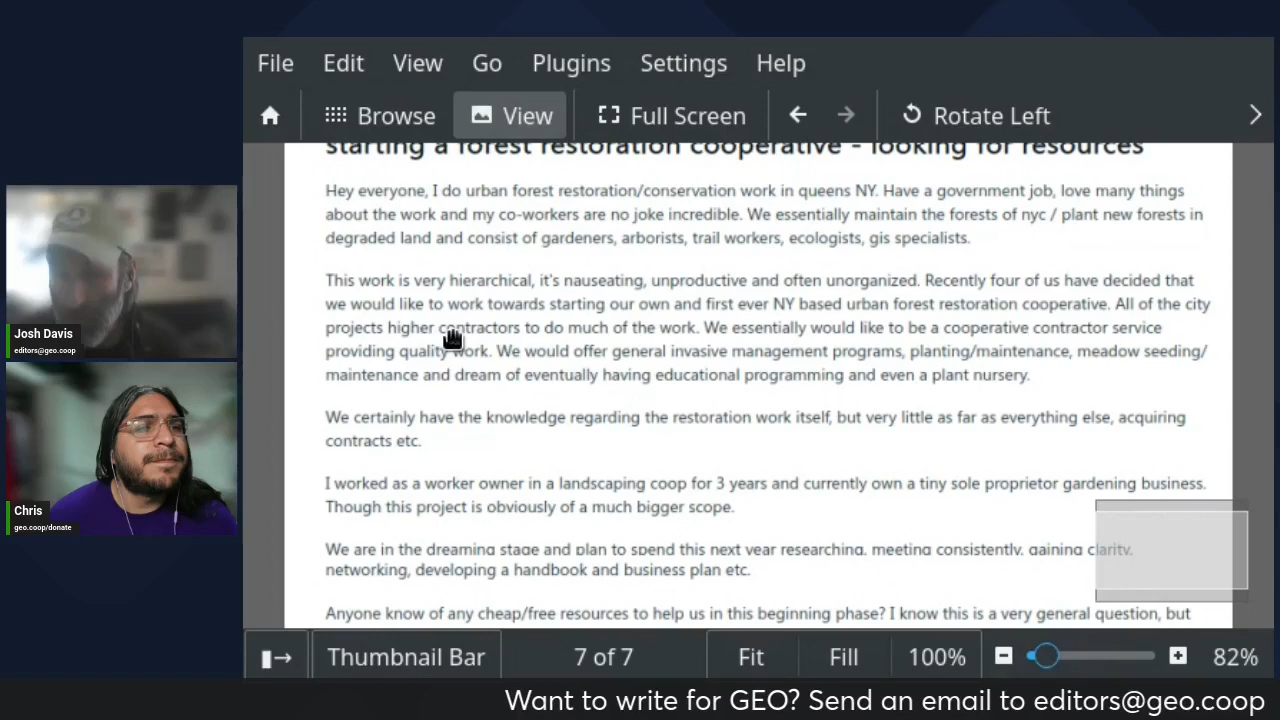 File Edit View Go Plugins Settings Help
Browse View Full Screen Rotate Left
starting a forest restoration cooperative - looking for resources
Hey everyone, I do urban forest restoration/conservation work in queens NY. Have a government job, love many things
about the work and my co-workers are no joke incredible. We essentially maintain the forests of nyc / plant new forests in
degraded land and consist of gardeners, arborists, trail workers, ecologists, gis specialists.
This work is very hierarchical, it's nauseating, unproductive and often unorganized. Recently four of us have decided that
we would like to work towards starting our own and first ever NY based urban forest restoration cooperative. All of the city
projects higher contractors to do much of the work. We essentially would like to be a cooperative contractor service
providing quality work. We would offer general invasive management programs, planting/maintenance, meadow seeding/
maintenance and dream of eventually having educational programming and even a plant nursery.
We certainly have the knowledge regarding the restoration work itself, but very little as far as everything else, acquiring
contracts etc.
I worked as a worker owner in a landscaping coop for 3 years and currently own a tiny sole proprietor gardening business.
Though this project is obviously of a much bigger scope.
We are in the dreaming stage and plan to spend this next year researching, meeting consistently, gaining clarity,
networking, developing a handbook and business plan etc.
Anyone know of any cheap/free resources to help us in this beginning phase? I know this is a very general question, but
Josh Davis
editors@geo.coop
Chris
geo.coop/donate
Thumbnail Bar 7 of 7 Fit Fill 100% 82%
Want to write for GEO? Send an email to editors@geo.coop